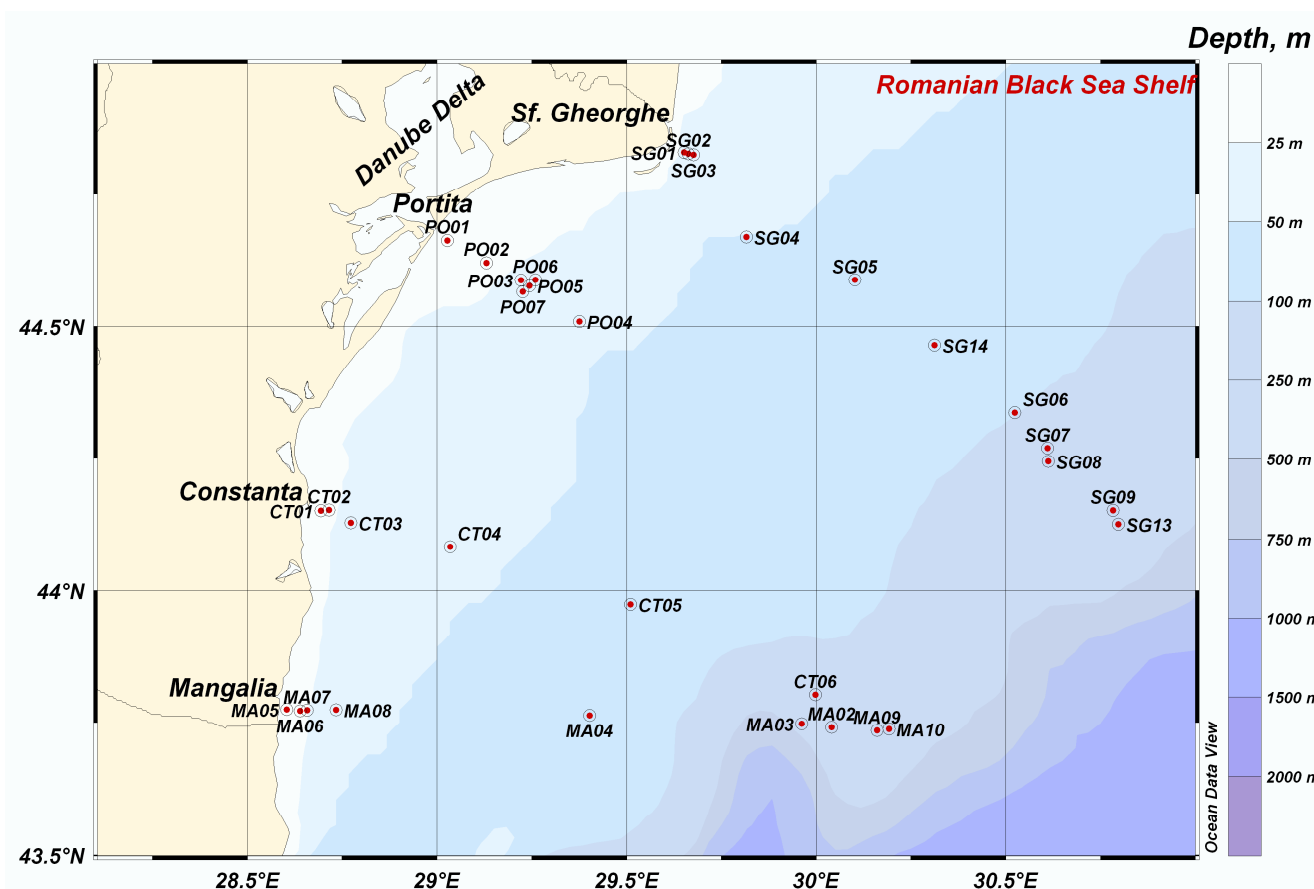 Depth, m
Romanian Black Sea Shelf
Danube Delta
Sf. Gheorghe
SG02
SG01
SG03
Portita
PO01
PO02
PO06
PO03
PO05
PO07
PO04
SG04
SG05
SG14
SG06
SG07
SG08
SG09
SG13
Constanta
CT02
CT01
CT03
CT04
CT05
CT06
Mangalia
MA07
MA05
MA08
MA06
MA04
MA03
MA02
MA09
MA10
44.5°N
44°N
43.5°N
28.5°E
29°E
29.5°E
30°E
30.5°E
25 m
50 m
100 m
250 m
500 m
750 m
1000 m
1500 m
2000 m
Ocean Data View